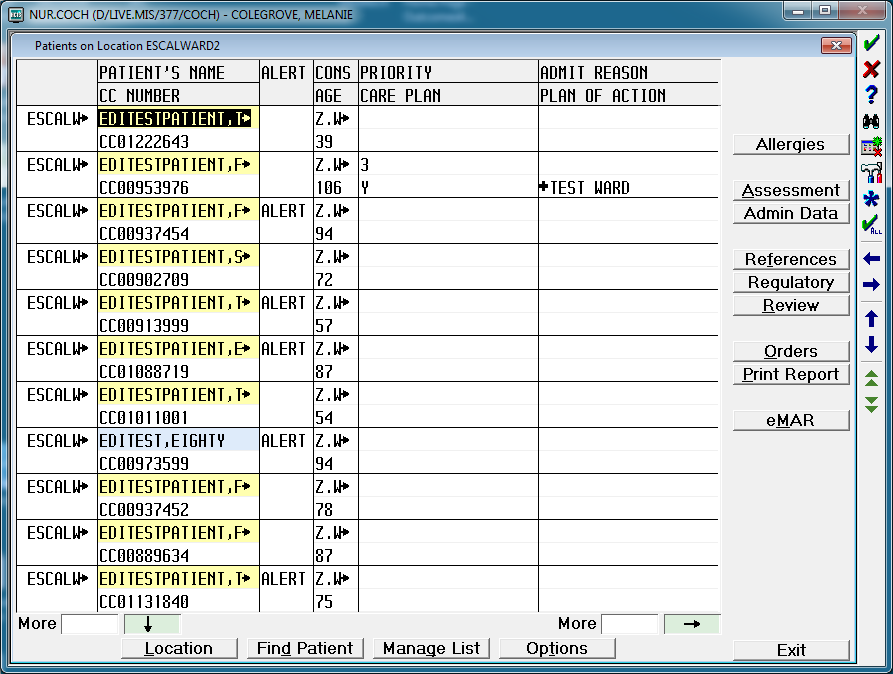 NUR.COCH (D/LIVE.MIS/377/COCH) - COLEGROVE, MELANIE
Patients on Location ESCALWARD2
PATIENT'S NAME ALERT CONS PRIORITY ADMIT REASON
CC NUMBER AGE CARE PLAN PLAN OF ACTION
ESCALW EDITESTPATIENT,T Z.W
CC01222643 39
ESCALW EDITESTPATIENT,F Z.W 3
CC00953976 106 Y +TEST WARD
ESCALW EDITESTPATIENT,F ALERT Z.W
CC00937454 94
ESCALW EDITESTPATIENT,S Z.W
CC00902709 72
ESCALW EDITESTPATIENT,T ALERT Z.W
CC00913999 57
ESCALW EDITESTPATIENT,E ALERT Z.W
CC01088719 87
ESCALW EDITESTPATIENT,T Z.W
CC01011001 54
ESCALW EDITEST,EIGHTY ALERT Z.W
CC00973599 94
ESCALW EDITESTPATIENT,F Z.W
CC00937452 78
ESCALW EDITESTPATIENT,F Z.W
CC00889634 87
ESCALW EDITESTPATIENT,T ALERT Z.W
CC01131840 75
More More
Location Find Patient Manage List Options
Allergies
Assessment
Admin Data
References
Regulatory
Review
Orders
Print Report
eMAR
Exit
?
ALL